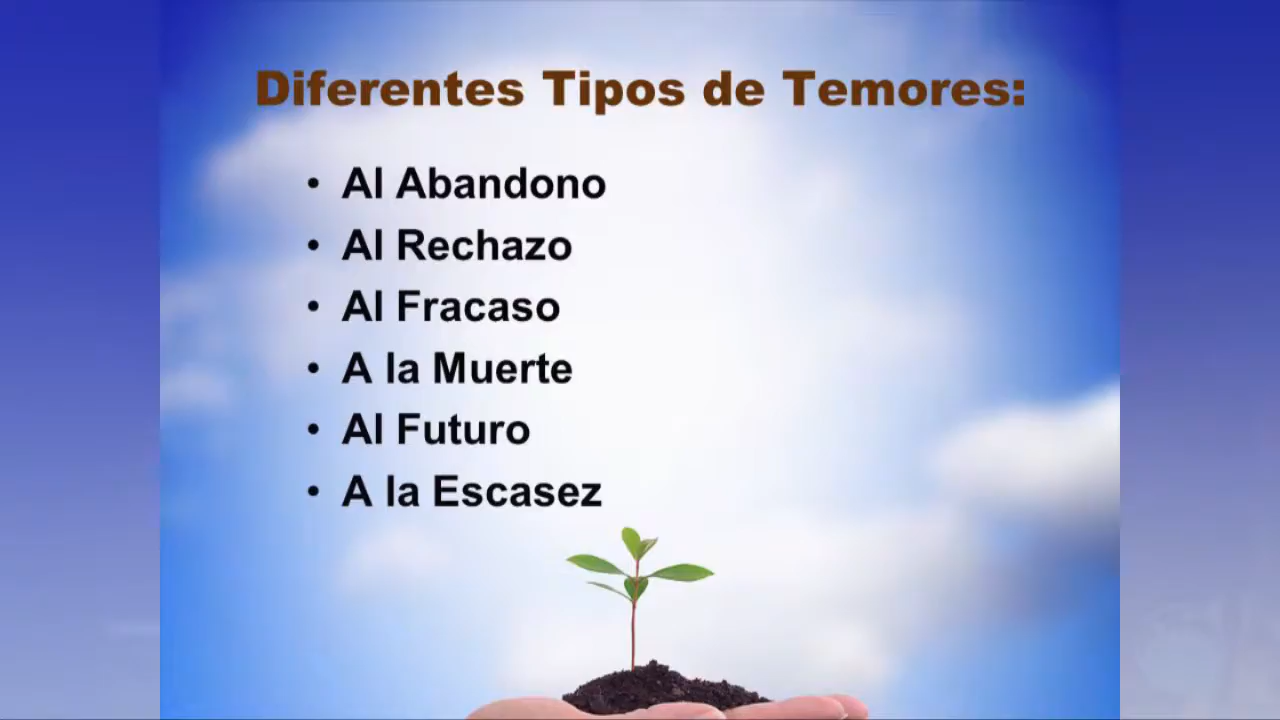 Diferentes Tipos de Temores:
• Al Abandono
• Al Rechazo
• Al Fracaso
• A la Muerte
• Al Futuro
• A la Escasez